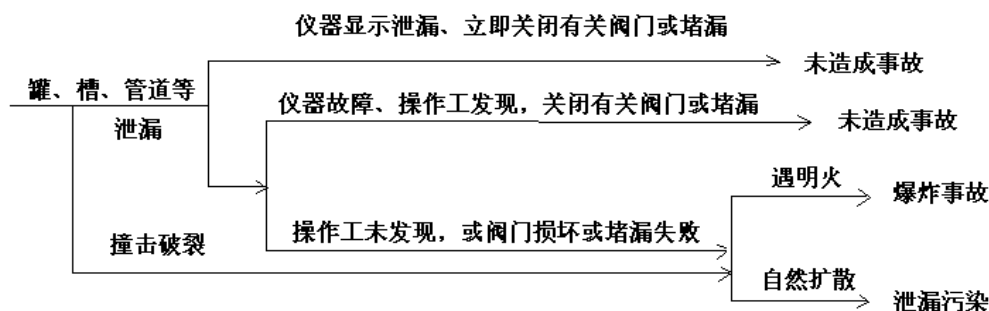 仪器显示泄漏、立即关闭有关阀门或堵漏
未造成事故
罐、槽、管道等
泄漏
仪器故障、操作工发现，关闭有关阀门或堵漏
未造成事故
遇明火
爆炸事故
操作工未发现，或阀门损坏或堵漏失败
撞击破裂
自然扩散
泄漏污染